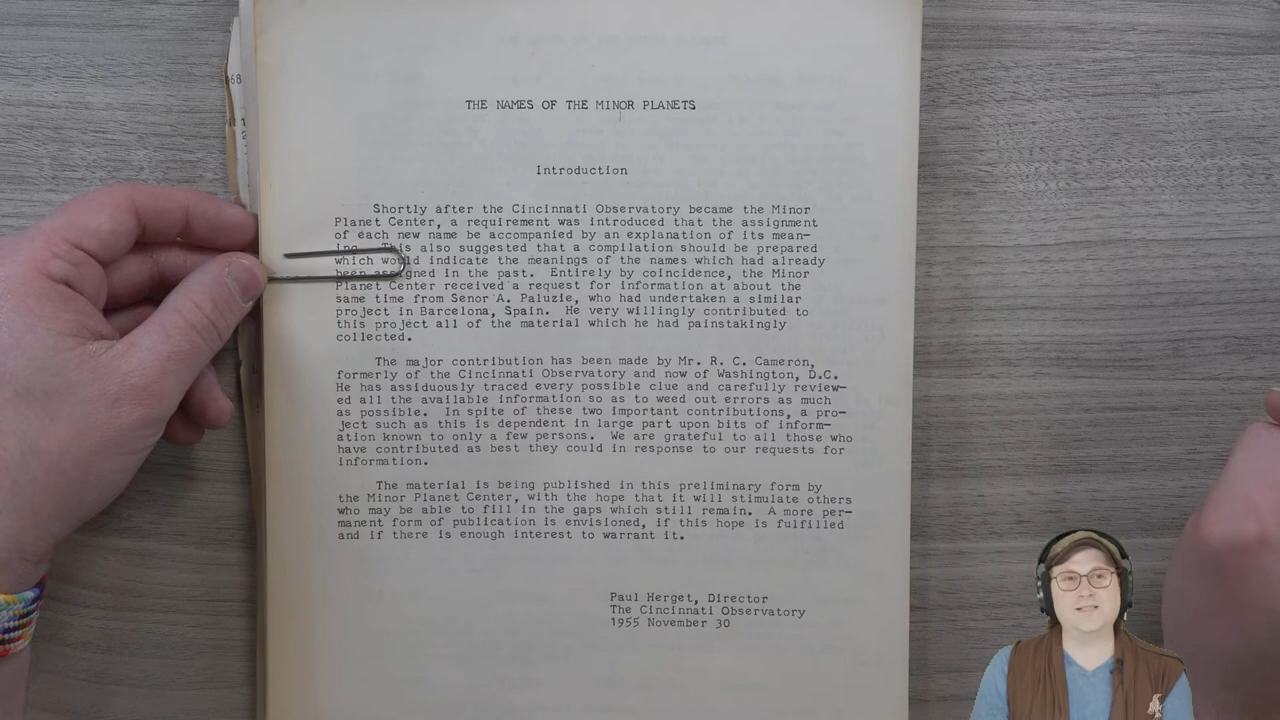 68
THE NAMES OF THE MINOR PLANETS
Introduction
Shortly after the Cincinnati Observatory became the Minor
Planet Center, a requirement was introduced that the assignment
of each new name be accompanied by an explanation of its mean-
ing. This also suggested that a compilation should be prepared
which would indicate the meanings of the names which had already
been assigned in the past. Entirely by coincidence, the Minor
Planet Center received a request for information at about the
same time from Senor A. Paluzie, who had undertaken a similar
project in Barcelona, Spain. He very willingly contributed to
this project all of the material which he had painstakingly
collected.
The major contribution has been made by Mr. R. C. Cameron,
formerly of the Cincinnati Observatory and now of Washington, D.C.
He has assiduously traced every possible clue and carefully review-
ed all the available information so as to weed out errors as much
as possible. In spite of these two important contributions, a pro-
ject such as this is dependent in large part upon bits of inform-
ation known to only a few persons. We are grateful to all those who
have contributed as best they could in response to our requests for
information.
The material is being published in this preliminary form by
the Minor Planet Center, with the hope that it will stimulate others
who may be able to fill in the gaps which still remain. A more per-
manent form of publication is envisioned, if this hope is fulfilled
and if there is enough interest to warrant it.
Paul Herget, Director
The Cincinnati Observatory
1955 November 30